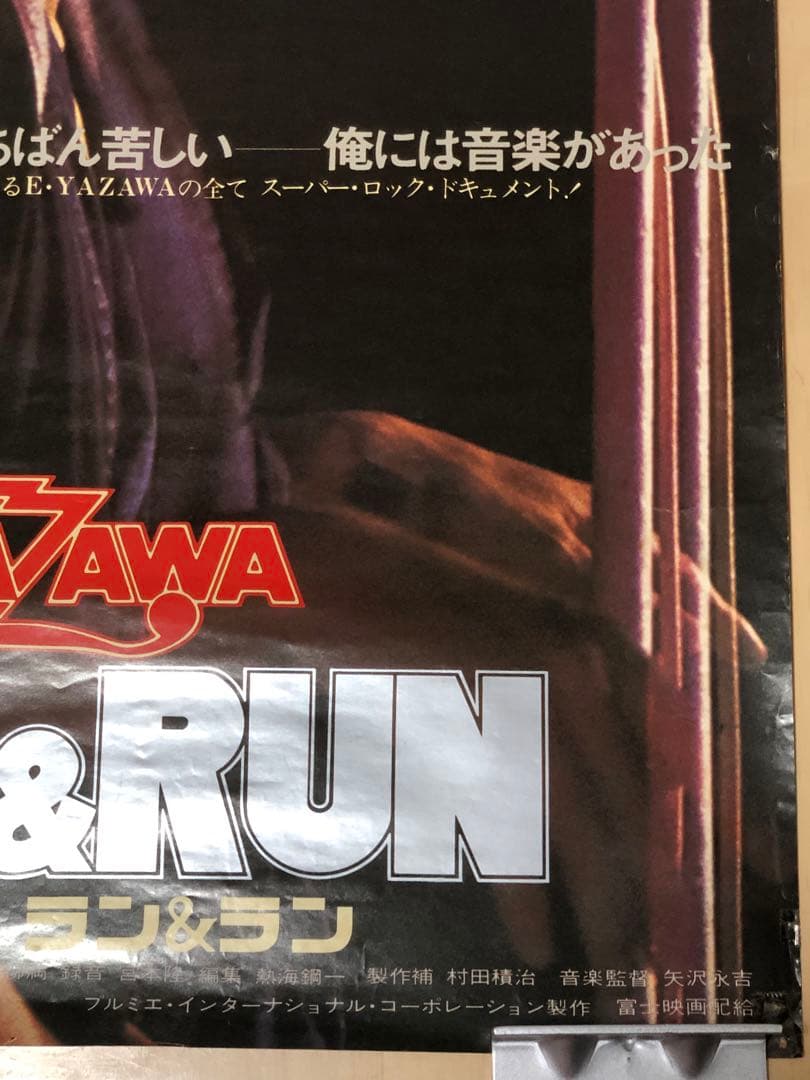 ちばん苦しい――俺には音楽があった
るE・YAZAWAの全て スーパー・ロック・ドキュメント!
AZAWA
&RUN
ラン&ラン
録音 宮本隆 編集 熱海鋼一 製作補 村田積治 音楽監督 矢沢永吉
プルミエ・インターナショナル・コーポレーション製作 富士映画配給